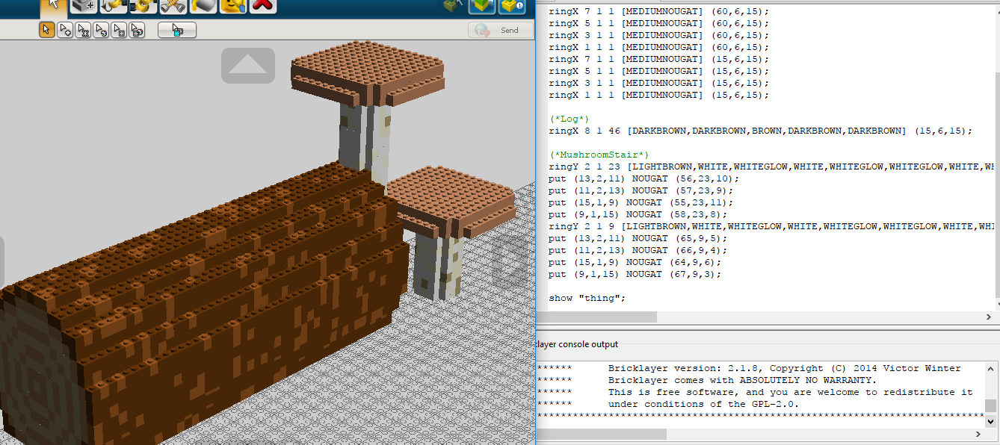 Send
ringX 7 1 1 [MEDIUMNOUGAT] (60,6,15);
ringX 5 1 1 [MEDIUMNOUGAT] (60,6,15);
ringX 3 1 1 [MEDIUMNOUGAT] (60,6,15);
ringX 1 1 1 [MEDIUMNOUGAT] (60,6,15);
ringX 7 1 1 [MEDIUMNOUGAT] (15,6,15);
ringX 5 1 1 [MEDIUMNOUGAT] (15,6,15);
ringX 3 1 1 [MEDIUMNOUGAT] (15,6,15);
ringX 1 1 1 [MEDIUMNOUGAT] (15,6,15);
(*Log*)
ringX 8 1 46 [DARKBROWN,DARKBROWN,BROWN,DARKBROWN,DARKBROWN] (15,6,15);
(*MushroomStair*)
ringY 2 1 23 [LIGHTBROWN,WHITE,WHITEGLOW,WHITE,WHITEGLOW,WHITEGLOW,WHITE,WH
put (13,2,11) NOUGAT (56,23,10);
put (11,2,13) NOUGAT (57,23,9);
put (15,1,9) NOUGAT (55,23,11);
put (9,1,15) NOUGAT (58,23,8);
ringY 2 1 9 [LIGHTBROWN,WHITE,WHITEGLOW,WHITE,WHITEGLOW,WHITEGLOW,WHITE,WHI
put (13,2,11) NOUGAT (65,9,5);
put (11,2,13) NOUGAT (66,9,4);
put (15,1,9) NOUGAT (64,9,6);
put (9,1,15) NOUGAT (67,9,3);
show "thing";
layer console output
****** Bricklayer version: 2.1.8, Copyright (C) 2014 Victor Winter
****** Bricklayer comes with ABSOLUTELY NO WARRANTY.
****** This is free software, and you are welcome to redistribute it
****** under conditions of the GPL-2.0.
***************************************************************************